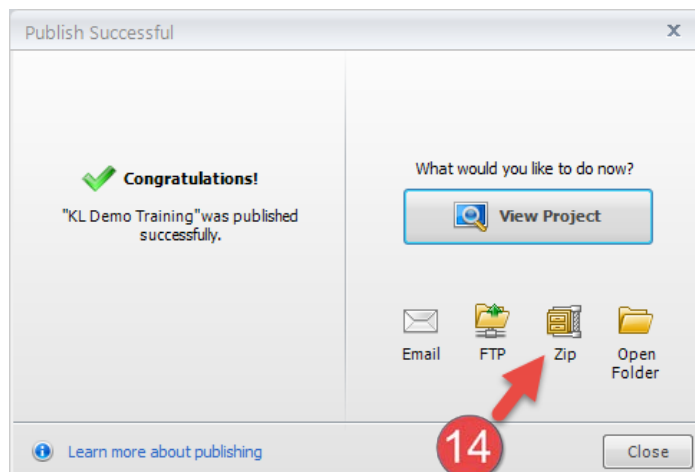 Publish Successful
x
Congratulations!
"KL Demo Training" was published
successfully.
What would you like to do now?
View Project
Email
FTP
Zip
Open
Folder
14
Learn more about publishing
Close